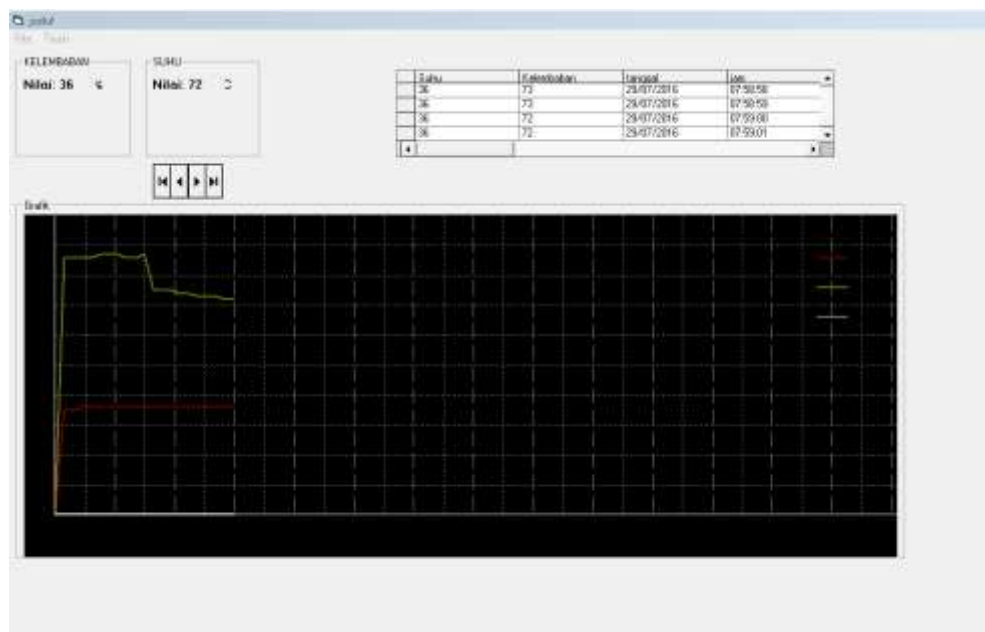 File
KELEMBABAN
Nilai: 36 %
SUHU
Nilai: 72 C
Suhu Kelembaban tanggal jam
36 73 29/07/2016 07:58:58
36 73 29/07/2016 07:58:59
36 72 29/07/2016 07:59:00
36 72 29/07/2016 07:59:01
Grafik